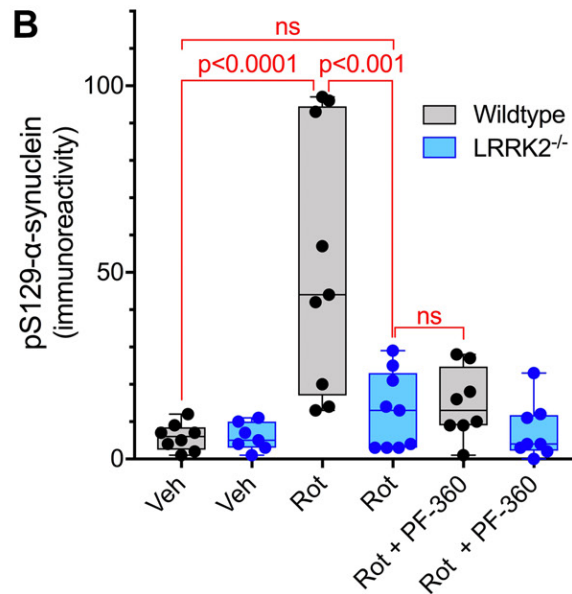 B
ns
p<0.0001 p<0.001
100
Wildtype
LRRK2-/-
pS129-α-synuclein
(immunoreactivity)
50
ns
0
Veh
Veh
Rot
Rot
Rot + PF-360
Rot + PF-360